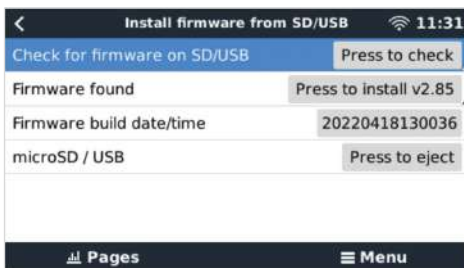 Install firmware from SD/USB 11:31
Check for firmware on SD/USB Press to check
Firmware found Press to install v2.85
Firmware build date/time 20220418130036
microSD / USB Press to eject
Pages Menu